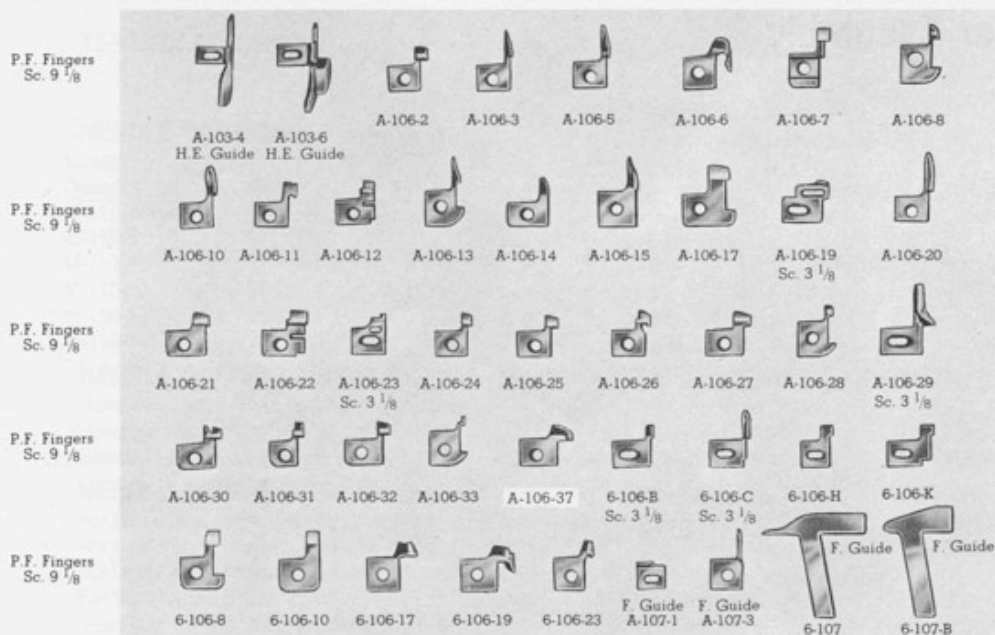 P.F. Fingers
Sc. 9 1/8
A-103-4
H.E. Guide
A-103-6
H.E. Guide
A-106-2
A-106-3
A-106-5
A-106-6
A-106-7
A-106-8
P.F. Fingers
Sc. 9 1/8
A-106-10
A-106-11
A-106-12
A-106-13
A-106-14
A-106-15
A-106-17
A-106-19
Sc. 3 1/8
A-106-20
P.F. Fingers
Sc. 9 1/8
A-106-21
A-106-22
A-106-23
Sc. 3 1/8
A-106-24
A-106-25
A-106-26
A-106-27
A-106-28
A-106-29
Sc. 3 1/8
P.F. Fingers
Sc. 9 1/8
A-106-30
A-106-31
A-106-32
A-106-33
A-106-37
6-106-B
Sc. 3 1/8
6-106-C
Sc. 3 1/8
6-106-H
6-106-K
P.F. Fingers
Sc. 9 1/8
6-106-8
6-106-10
6-106-17
6-106-19
6-106-23
F. Guide
A-107-1
F. Guide
A-107-3
F. Guide
6-107
F. Guide
6-107-B